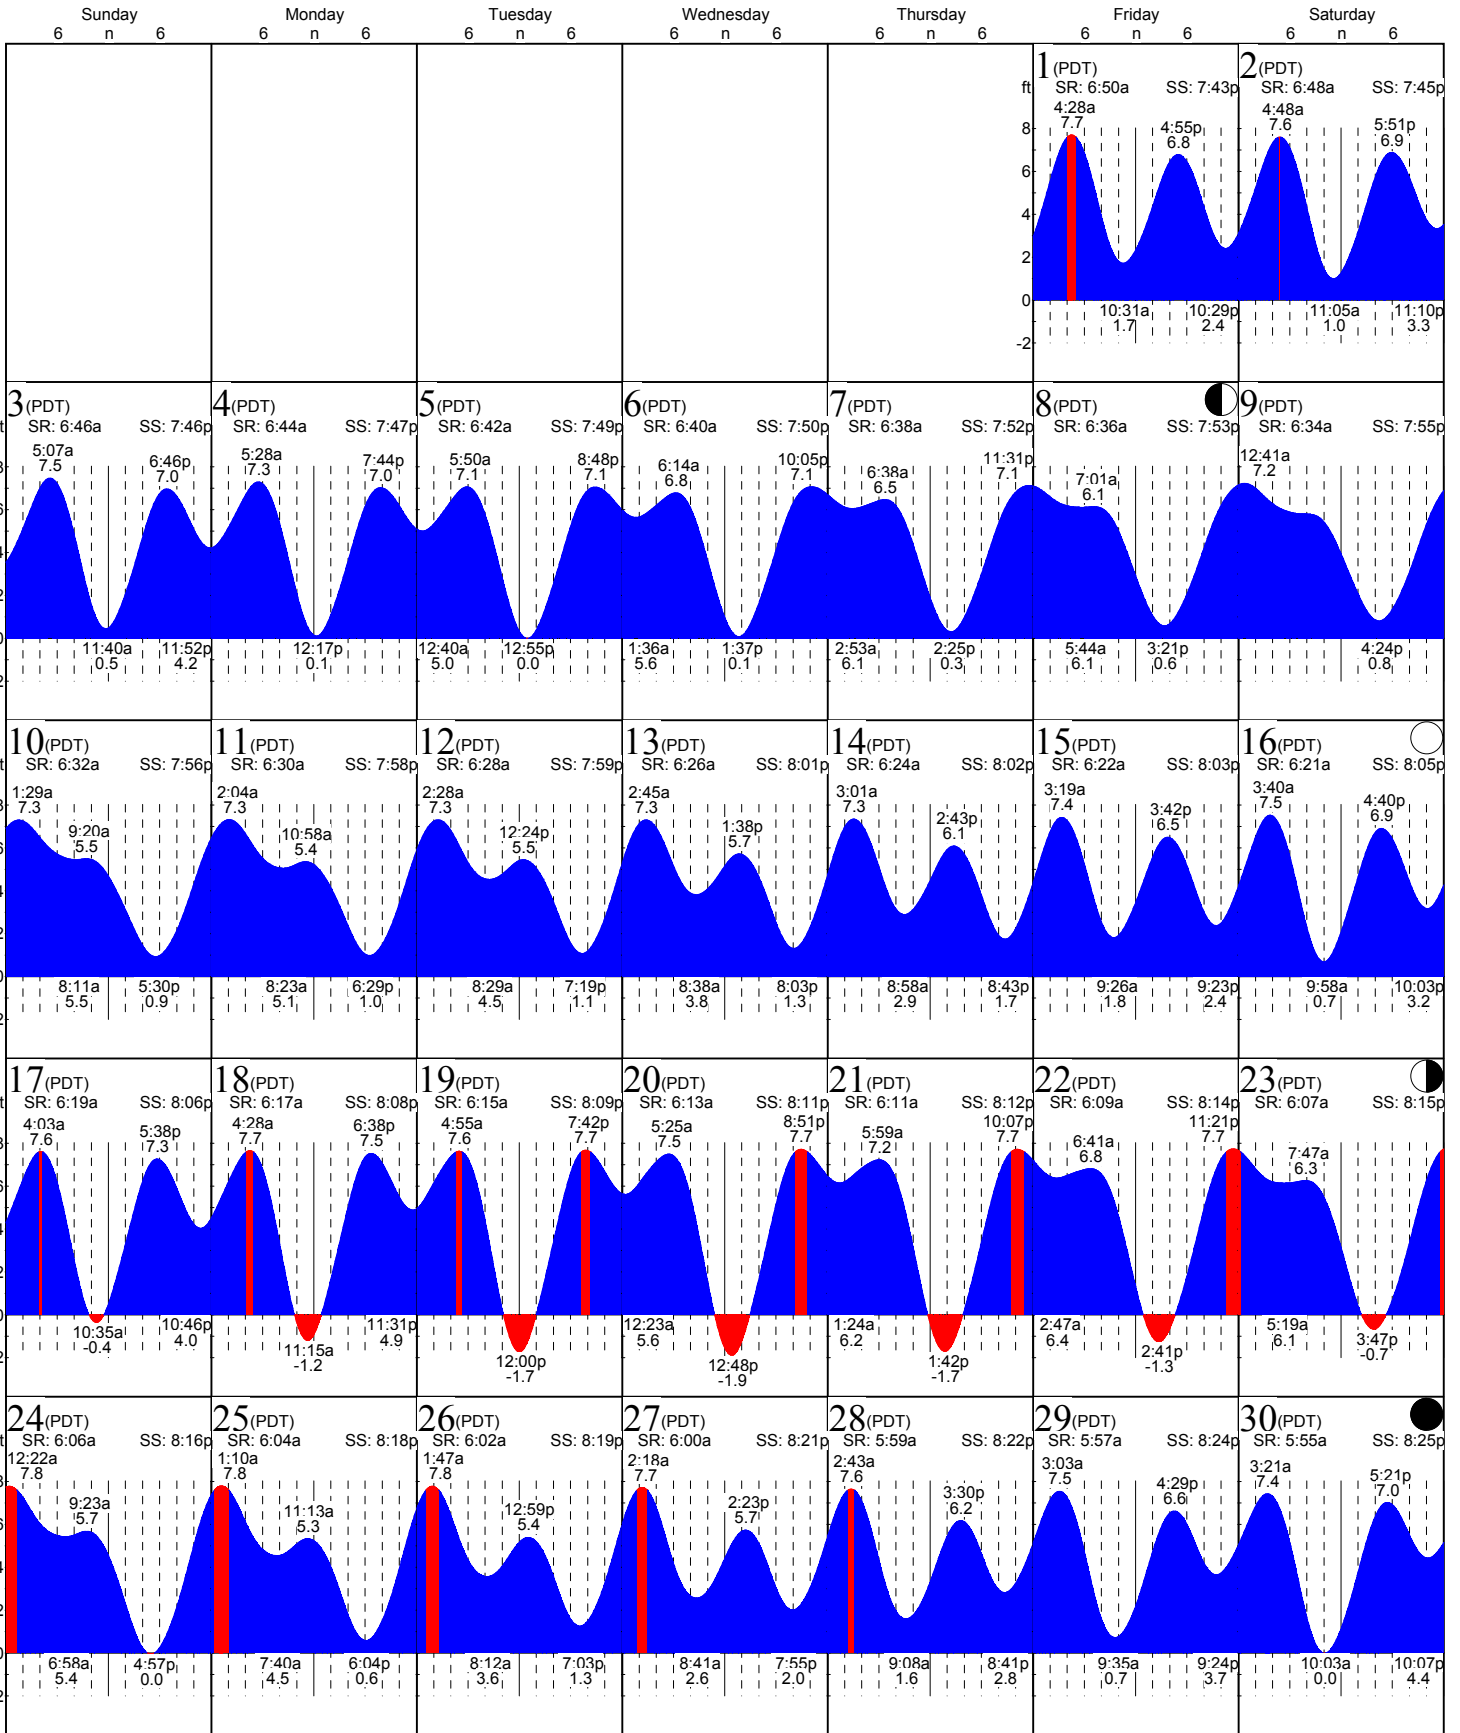 Sunday Monday Tuesday Wednesday Thursday Friday Saturday
6 n 6 6 n 6 6 n 6 6 n 6 6 n 6 6 n 6 6 n 6
1(PDT) 2(PDT)
ft SR: 6:50a SS: 7:43p SR: 6:48a SS: 7:45p
4:28a 4:55p 4:48a 5:51p
7.7 6.8 7.6 6.9
8
6
4
2
0
10:31a 10:29p 11:05a 11:10p
1.7 2.4 1.0 3.3
-2
3(PDT) 4(PDT) 5(PDT) 6(PDT) 7(PDT) 8(PDT) 9(PDT)
SR: 6:46a SS: 7:46p SR: 6:44a SS: 7:47p SR: 6:42a SS: 7:49p SR: 6:40a SS: 7:50p SR: 6:38a SS: 7:52p SR: 6:36a SS: 7:53p SR: 6:34a SS: 7:55p
5:07a 6:46p 5:28a 7:44p 5:50a 8:48p 6:14a 10:05p 6:38a 11:31p 7:01a 12:41a
7.5 7.0 7.3 7.0 7.1 7.1 6.8 7.1 6.5 7.1 6.1 7.2
11:40a 11:52p 12:17p 12:40a 12:55p 1:36a 1:37p 2:53a 2:25p 5:44a 3:21p 4:24p
0.5 4.2 0.1 5.0 0.0 5.6 0.1 6.1 0.3 6.1 0.6 0.8
10(PDT) 11(PDT) 12(PDT) 13(PDT) 14(PDT) 15(PDT) 16(PDT)
SR: 6:32a SS: 7:56p SR: 6:30a SS: 7:58p SR: 6:28a SS: 7:59p SR: 6:26a SS: 8:01p SR: 6:24a SS: 8:02p SR: 6:22a SS: 8:03p SR: 6:21a SS: 8:05p
1:29a 9:20a 2:04a 10:58a 2:28a 12:24p 2:45a 1:38p 3:01a 2:43p 3:19a 3:42p 3:40a 4:40p
7.3 5.5 7.3 5.4 7.3 5.5 7.3 5.7 7.3 6.1 7.4 6.5 7.5 6.9
8:11a 5:30p 8:23a 6:29p 8:29a 7:19p 8:38a 8:03p 8:58a 8:43p 9:26a 9:23p 9:58a 10:03p
5.5 0.9 5.1 1.0 4.5 1.1 3.8 1.3 2.9 1.7 1.8 2.4 0.7 3.2
17(PDT) 18(PDT) 19(PDT) 20(PDT) 21(PDT) 22(PDT) 23(PDT)
SR: 6:19a SS: 8:06p SR: 6:17a SS: 8:08p SR: 6:15a SS: 8:09p SR: 6:13a SS: 8:11p SR: 6:11a SS: 8:12p SR: 6:09a SS: 8:14p SR: 6:07a SS: 8:15p
4:03a 5:38p 4:28a 6:38p 4:55a 7:42p 5:25a 8:51p 5:59a 10:07p 6:41a 11:21p 7:47a
7.6 7.3 7.7 7.5 7.6 7.7 7.5 7.7 7.2 7.7 6.8 7.7 6.3
10:35a 10:46p 11:15a 11:31p 12:00p 12:23a 12:48p 1:24a 1:42p 2:47a 2:41p 5:19a 3:47p
-0.4 4.0 -1.2 4.9 -1.7 5.6 -1.9 6.2 -1.7 6.4 -1.3 6.1 -0.7
24(PDT) 25(PDT) 26(PDT) 27(PDT) 28(PDT) 29(PDT) 30(PDT)
SR: 6:06a SS: 8:16p SR: 6:04a SS: 8:18p SR: 6:02a SS: 8:19p SR: 6:00a SS: 8:21p SR: 5:59a SS: 8:22p SR: 5:57a SS: 8:24p SR: 5:55a SS: 8:25p
12:22a 9:23a 1:10a 11:13a 1:47a 12:59p 2:18a 2:23p 2:43a 3:30p 3:03a 4:29p 3:21a 5:21p
7.8 5.7 7.8 5.3 7.8 5.4 7.7 5.7 7.6 6.2 7.5 6.6 7.4 7.0
6:58a 4:57p 7:40a 6:04p 8:12a 7:03p 8:41a 7:55p 9:08a 8:41p 9:35a 9:24p 10:03a 10:07p
5.4 0.0 4.5 0.6 3.6 1.3 2.6 2.0 1.6 2.8 0.7 3.7 0.0 4.4